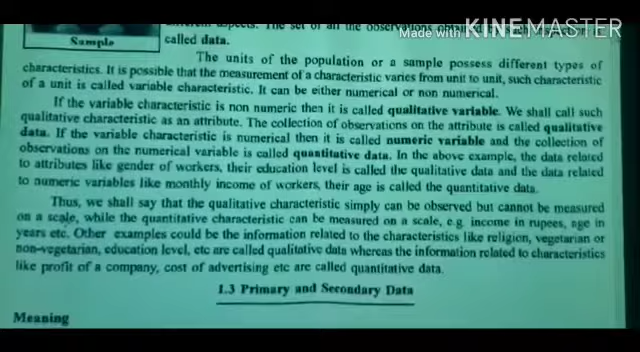 different aspects. The set of all the observations
Made with KINEMASTER
Sample
called data.
The units of the population or a sample possess different types of
characteristics. It is possible that the measurement of a characteristic varies from unit to unit, such characteristic
of a unit is called variable characteristic. It can be either numerical or non numerical.
If the variable characteristic is non numeric then it is called qualitative variable. We shall call such
qualitative characteristic as an attribute. The collection of observations on the attribute is called qualitative
data. If the variable characteristic is numerical then it is called numeric variable and the collection of
observations on the numerical variable is called quantitative data. In the above example, the data related
to attributes like gender of workers, their education level is called the qualitative data and the data related
to numeric variables like monthly income of workers, their age is called the quantitative data.
Thus, we shall say that the qualitative characteristic simply can be observed but cannot be measured
on a scale, while the quantitative characteristic can be measured on a scale, e.g. income in rupees, age in
years etc. Other examples could be the information related to the characteristics like religion, vegetarian or
non-vegetarian, education level, etc are called qualitative data whereas the information related to characteristics
like profit of a company, cost of advertising etc are called quantitative data.
1.3 Primary and Secondary Data
Meaning